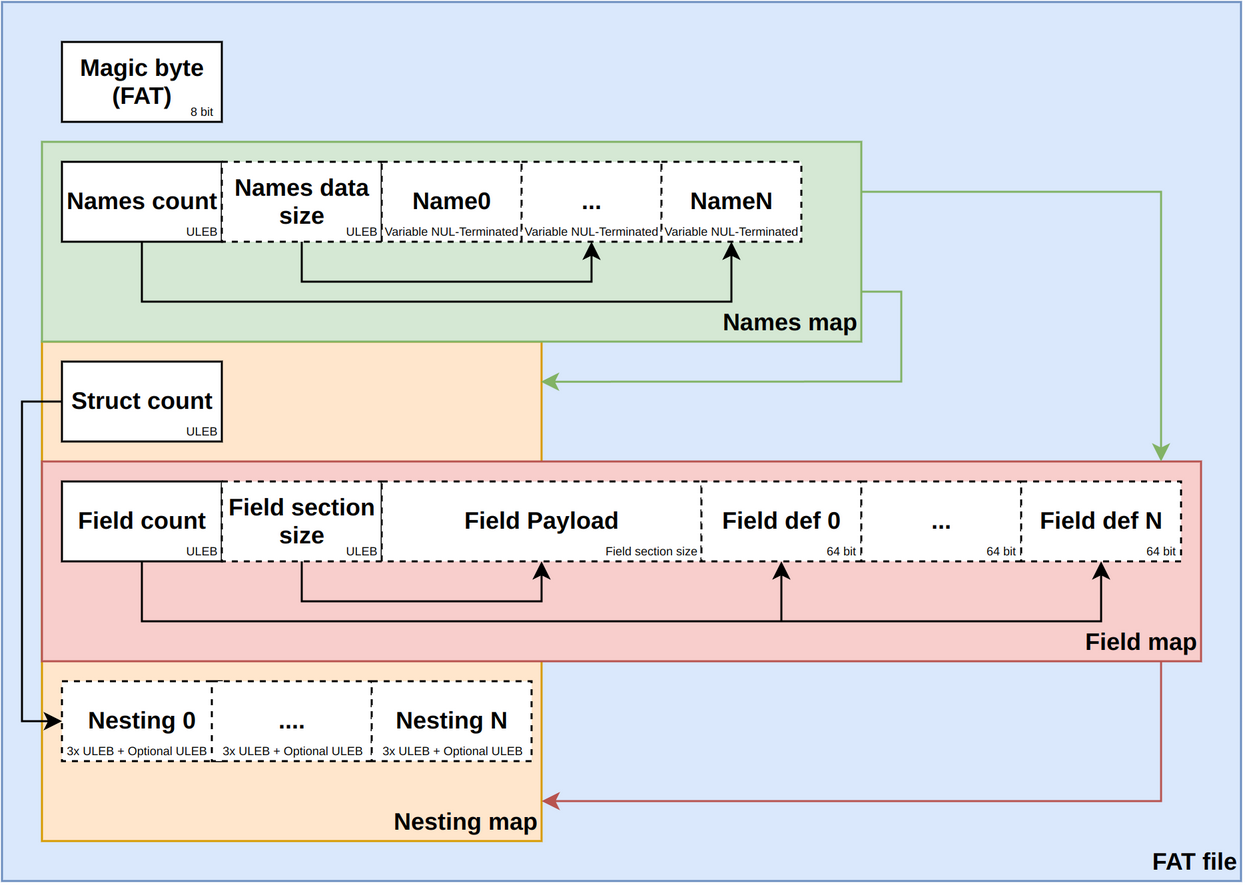 Magic byte
(FAT)
8 bit
Names count
ULEB
Names data
size
ULEB
Name0
Variable NUL-Terminated
...
Variable NUL-Terminated
NameN
Variable NUL-Terminated
Names map
Struct count
ULEB
Field count
ULEB
Field section
size
ULEB
Field Payload
Field section size
Field def 0
64 bit
...
64 bit
Field def N
64 bit
Field map
Nesting 0
3x ULEB + Optional ULEB
....
3x ULEB + Optional ULEB
Nesting N
3x ULEB + Optional ULEB
Nesting map
FAT file